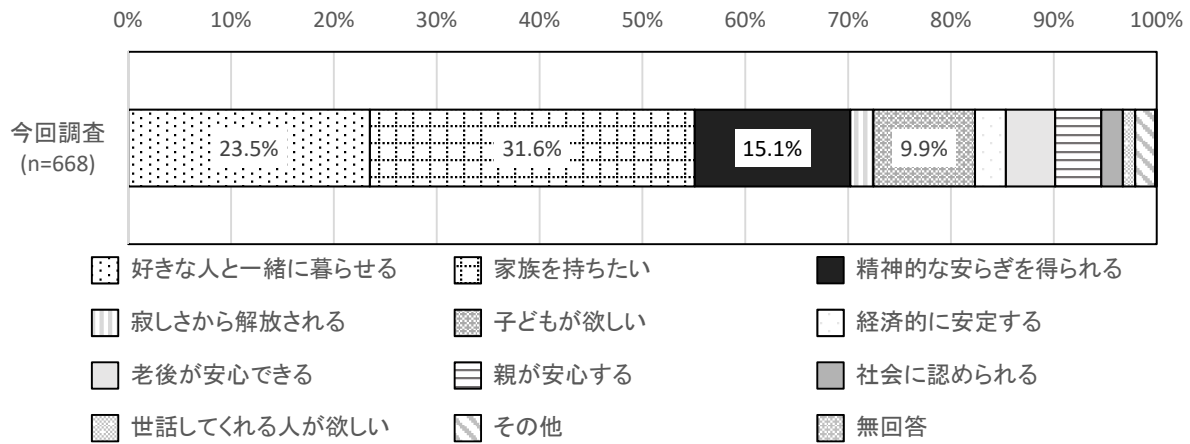 0% 10% 20% 30% 40% 50% 60% 70% 80% 90% 100%
今回調査
(n=668)
23.5% 31.6% 15.1% 9.9%
好きな人と一緒に暮らせる 家族を持ちたい 精神的な安らぎを得られる
寂しさから解放される 子どもが欲しい 経済的に安定する
老後が安心できる 親が安心する 社会に認められる
世話してくれる人が欲しい その他 無回答